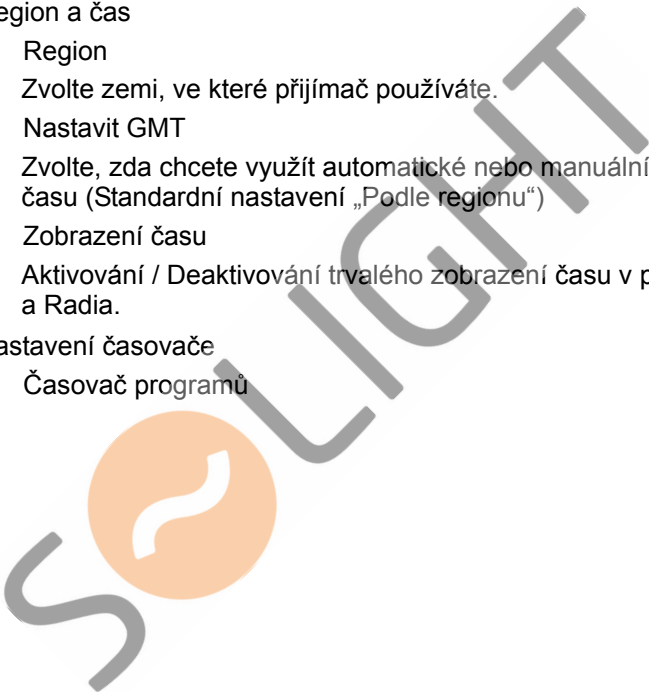 egion a čas
Region
Zvolte zemi, ve které přijímač používáte.
Nastavit GMT
Zvolte, zda chcete využít automatické nebo manuální
času (Standardní nastavení „Podle regionu“)
Zobrazení času
Aktivování / Deaktivování trvalého zobrazení času v p
a Radia.
astavení časovače
Časovač programů
SOLIGHT